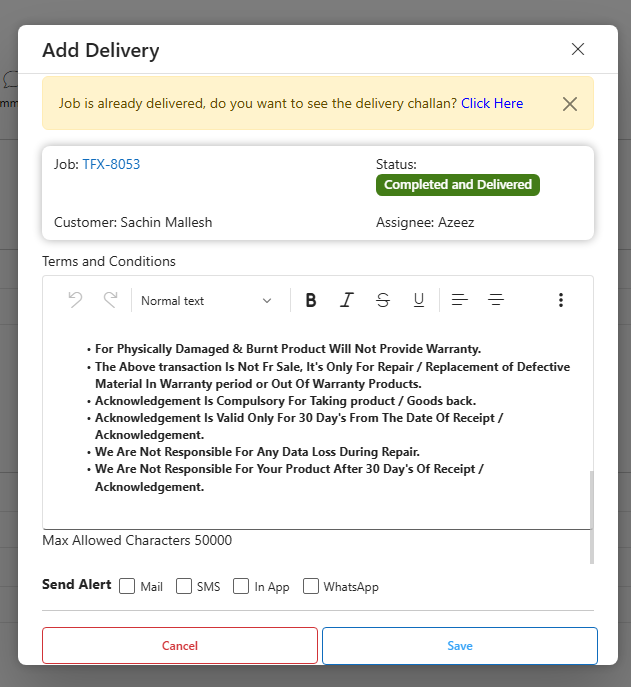 Add Delivery
mm
Job is already delivered, do you want to see the delivery challan? Click Here
Job: TFX-8053
Status:
Completed and Delivered
Customer: Sachin Mallesh
Assignee: Azeez
Terms and Conditions
Normal text
B I S U
• For Physically Damaged & Burnt Product Will Not Provide Warranty.
• The Above transaction Is Not Fr Sale, It's Only For Repair / Replacement of Defective
Material In Warranty period or Out Of Warranty Products.
• Acknowledgement Is Compulsory For Taking product / Goods back.
• Acknowledgement Is Valid Only For 30 Day's From The Date Of Receipt /
Acknowledgement.
• We Are Not Responsible For Any Data Loss During Repair.
• We Are Not Responsible For Your Product After 30 Day's Of Receipt /
Acknowledgement.
Max Allowed Characters 50000
Send Alert Mail SMS In App WhatsApp
Cancel
Save